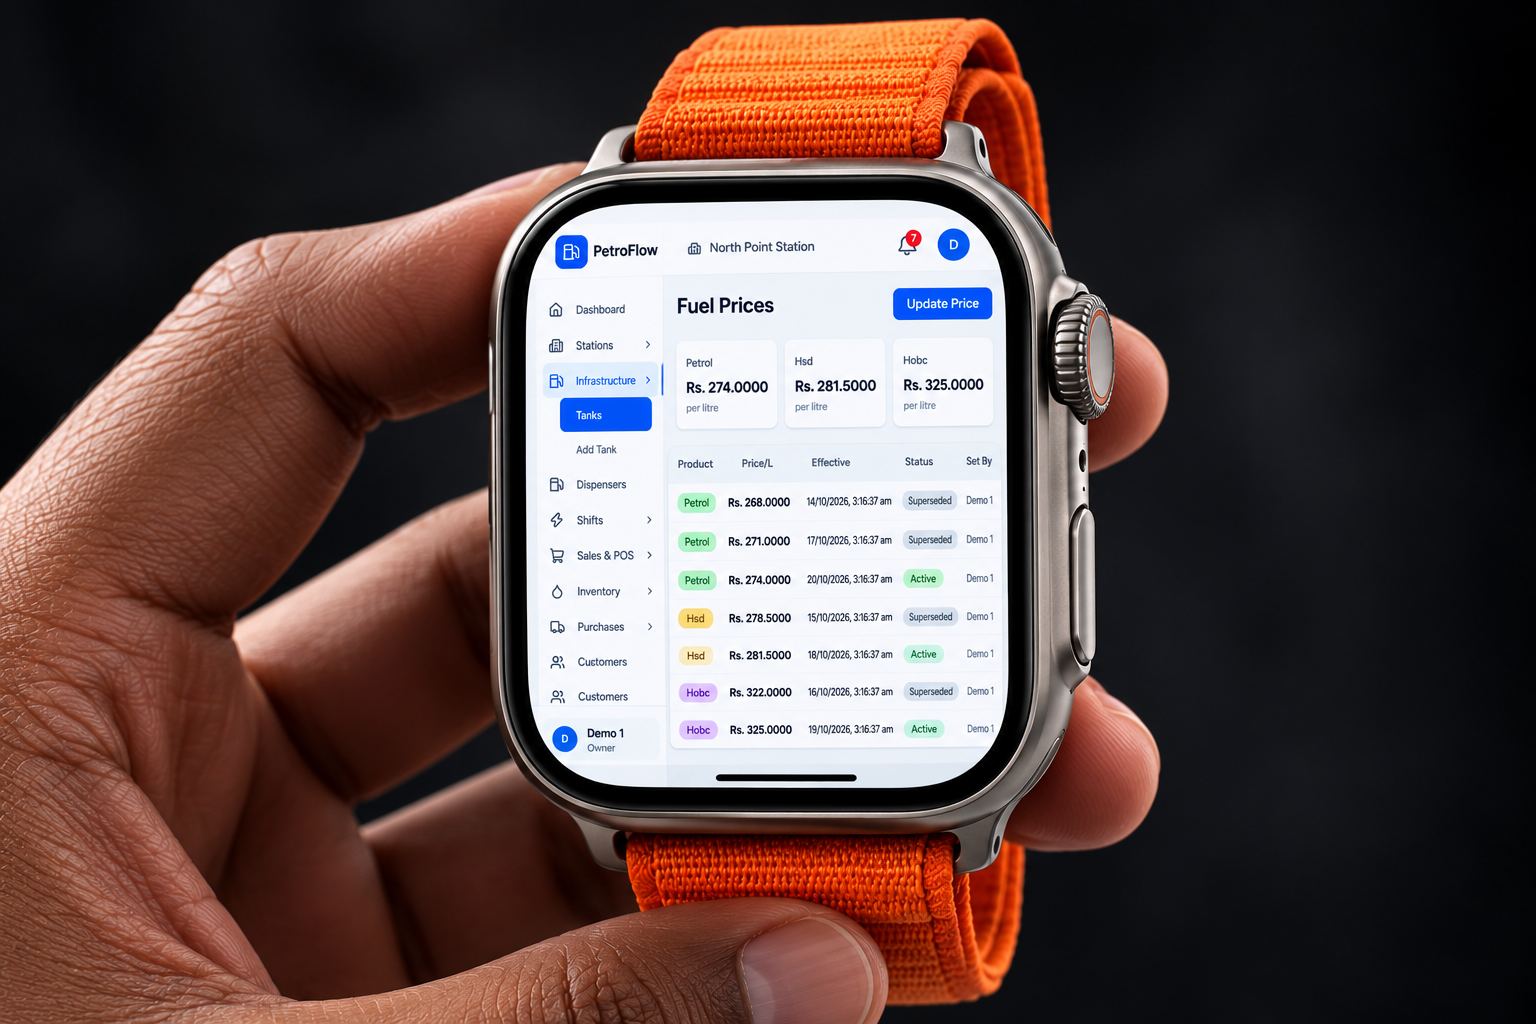 PetroFlow
North Point Station
7
D
Dashboard
Stations
Infrastructure
Tanks
Add Tank
Dispensers
Shifts
Sales & POS
Inventory
Purchases
Customers
Customers
D
Demo 1
Owner
Fuel Prices
Update Price
Petrol
Rs. 274.0000
per litre
Hsd
Rs. 281.5000
per litre
Hobc
Rs. 325.0000
per litre
Product Price/L Effective Status Set By
Petrol Rs. 268.0000 14/10/2026, 3:16:37 am Superseded Demo 1
Petrol Rs. 271.0000 17/10/2026, 3:16:37 am Superseded Demo 1
Petrol Rs. 274.0000 20/10/2026, 3:16:37 am Active Demo 1
Hsd Rs. 278.5000 15/10/2026, 3:16:37 am Superseded Demo 1
Hsd Rs. 281.5000 18/10/2026, 3:16:37 am Active Demo 1
Hobc Rs. 322.0000 16/10/2026, 3:16:37 am Superseded Demo 1
Hobc Rs. 325.0000 19/10/2026, 3:16:37 am Active Demo 1